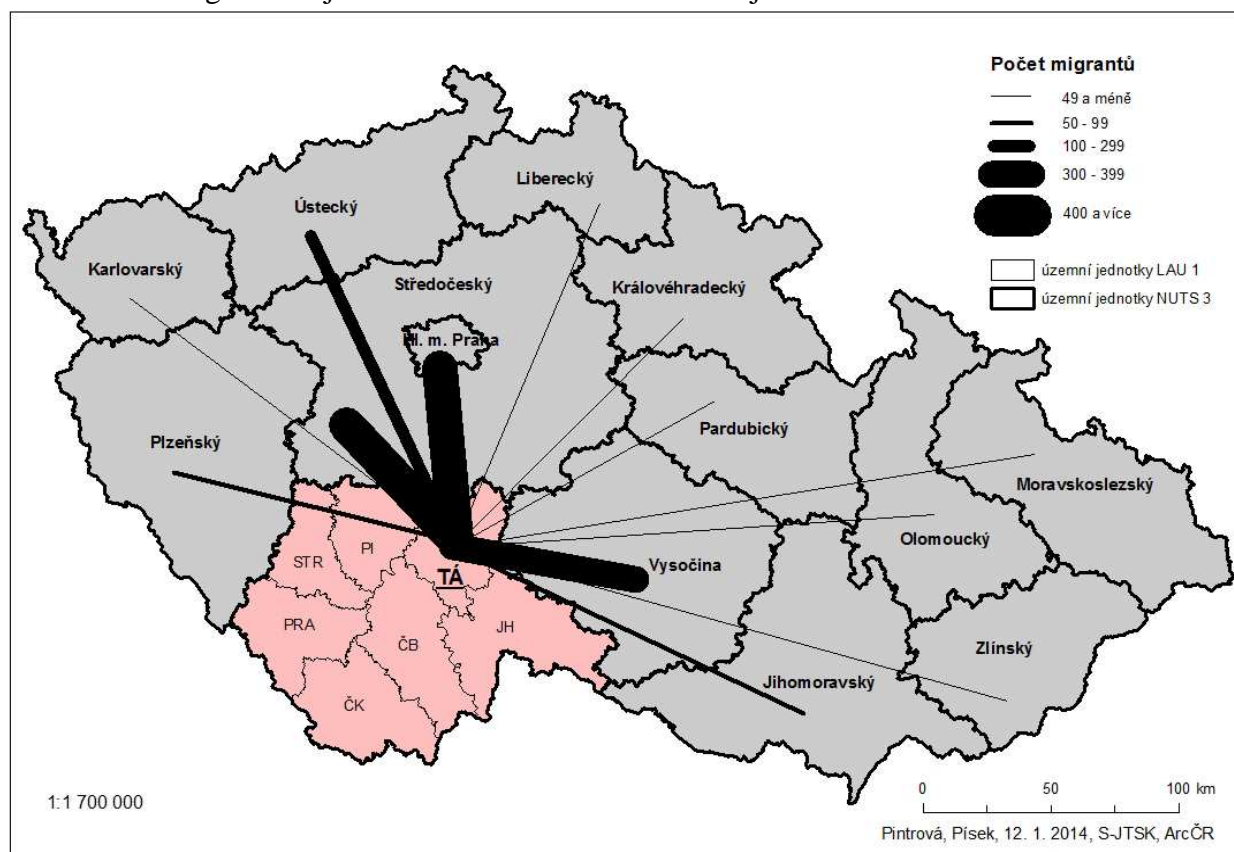 Počet migrantů
49 a méně
50 - 99
100 - 299
300 - 399
400 a více
územní jednotky LAU 1
územní jednotky NUTS 3
Liberecký
Ústecký
Karlovarský
Středočeský
Královéhradecký
Hl. m. Praha
Plzeňský
Pardubický
Moravskoslezský
Olomoucký
Vysočina
STR
PI
TÁ
PRA
ČB
JH
Zlínský
Jihomoravský
ČK
0 50 100 km
1:1 700 000
Pintrová, Písek, 12. 1. 2014, S-JTSK, ArcČR